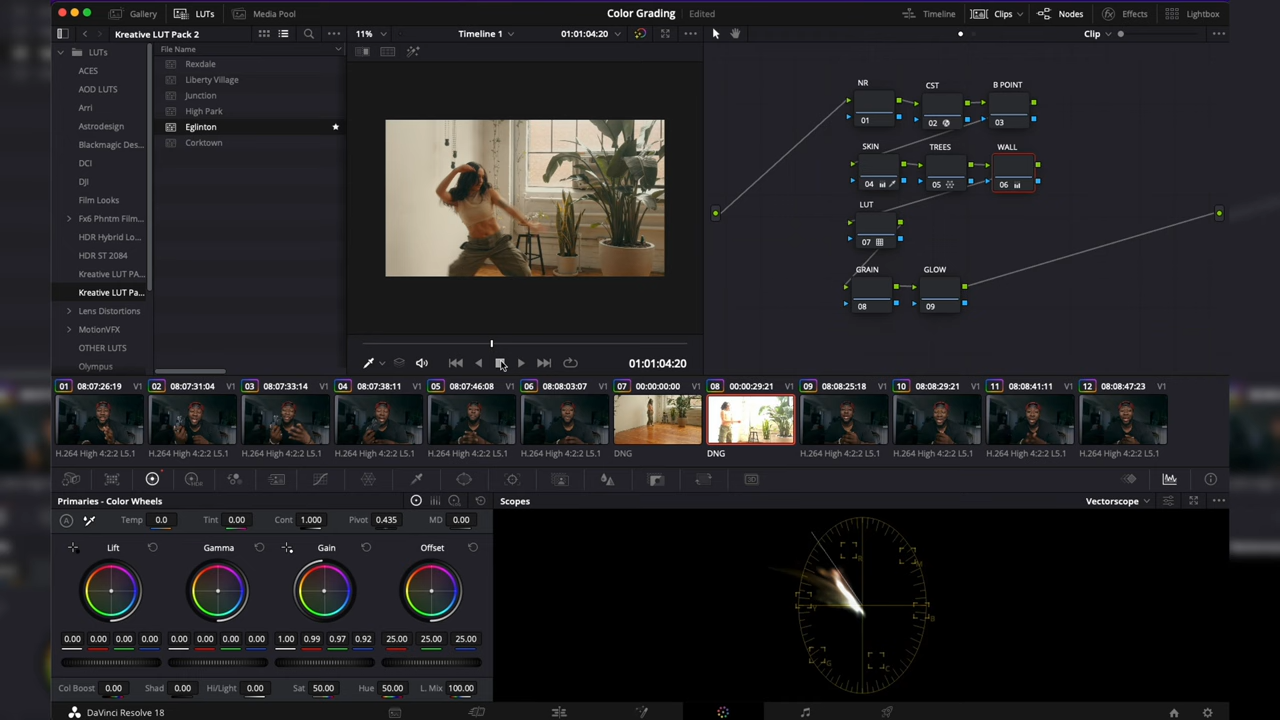 Gallery LUTs Media Pool Color Grading Edited Timeline Clips Nodes Effects Lightbox
Kreative LUT Pack 2 11% Timeline 1 01:01:04:20 Clip
LUTs
ACES
AOD LUTS
Arri
Astrodesign
Blackmagic Des...
DCI
DJI
Film Looks
Fx6 Phntm Film...
HDR Hybrid Lo...
HDR ST 2084
Kreative LUT PA...
Kreative LUT Pa...
Lens Distortions
MotionVFX
OTHER LUTS
Olympus
File Name
Rexdale
Liberty Village
Junction
High Park
Eglinton
Corktown
01:01:04:20
NR CST B POINT
01 02 03
SKIN TREES WALL
04 05 06
LUT
07
GRAIN GLOW
08 09
01 08:07:26:19 V1 02 08:07:31:04 V1 03 08:07:33:14 V1 04 08:07:38:11 V1 05 08:07:46:08 V1 06 08:08:03:07 V1 07 00:00:00:00 V1 08 00:00:29:21 V1 09 08:08:25:18 V1 10 08:08:29:21 V1 11 08:08:41:11 V1 12 08:08:47:23 V1
H.264 High 4:2:2 L5.1 H.264 High 4:2:2 L5.1 H.264 High 4:2:2 L5.1 H.264 High 4:2:2 L5.1 H.264 High 4:2:2 L5.1 H.264 High 4:2:2 L5.1 DNG DNG H.264 High 4:2:2 L5.1 H.264 High 4:2:2 L5.1 H.264 High 4:2:2 L5.1 H.264 High 4:2:2 L5.1
Primaries - Color Wheels
Temp 0.0 Tint 0.00 Cont 1.000 Pivot 0.435 MD 0.00
Lift Gamma Gain Offset
0.00 0.00 0.00 0.00 0.00 0.00 0.00 0.00 1.00 0.99 0.97 0.92 25.00 25.00 25.00
Col Boost 0.00 Shad 0.00 Hi/Light 0.00 Sat 50.00 Hue 50.00 L. Mix 100.00
Scopes Vectorscope
DaVinci Resolve 18